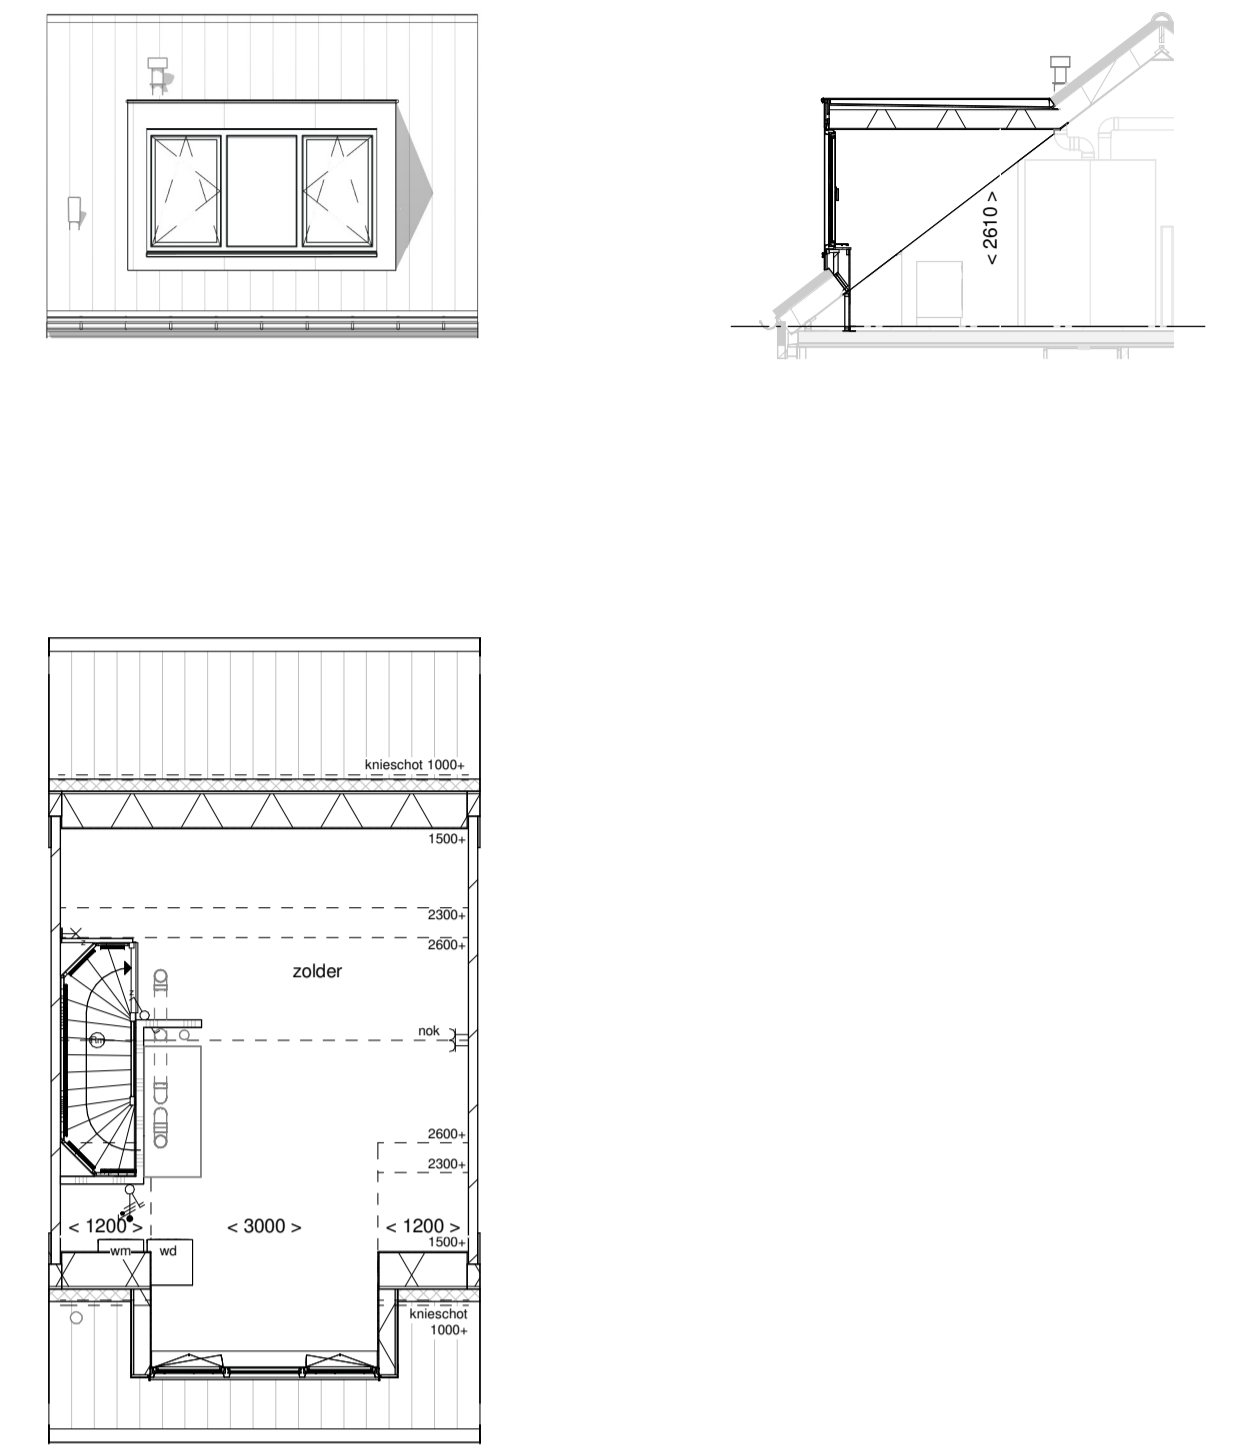 < 2610 >
knieschot 1000+
1500+
2300+
2600+
zolder
nok
2600+
2300+
< 1200 >
< 3000 >
< 1200 >
1500+
wm
wd
knieschot
1000+